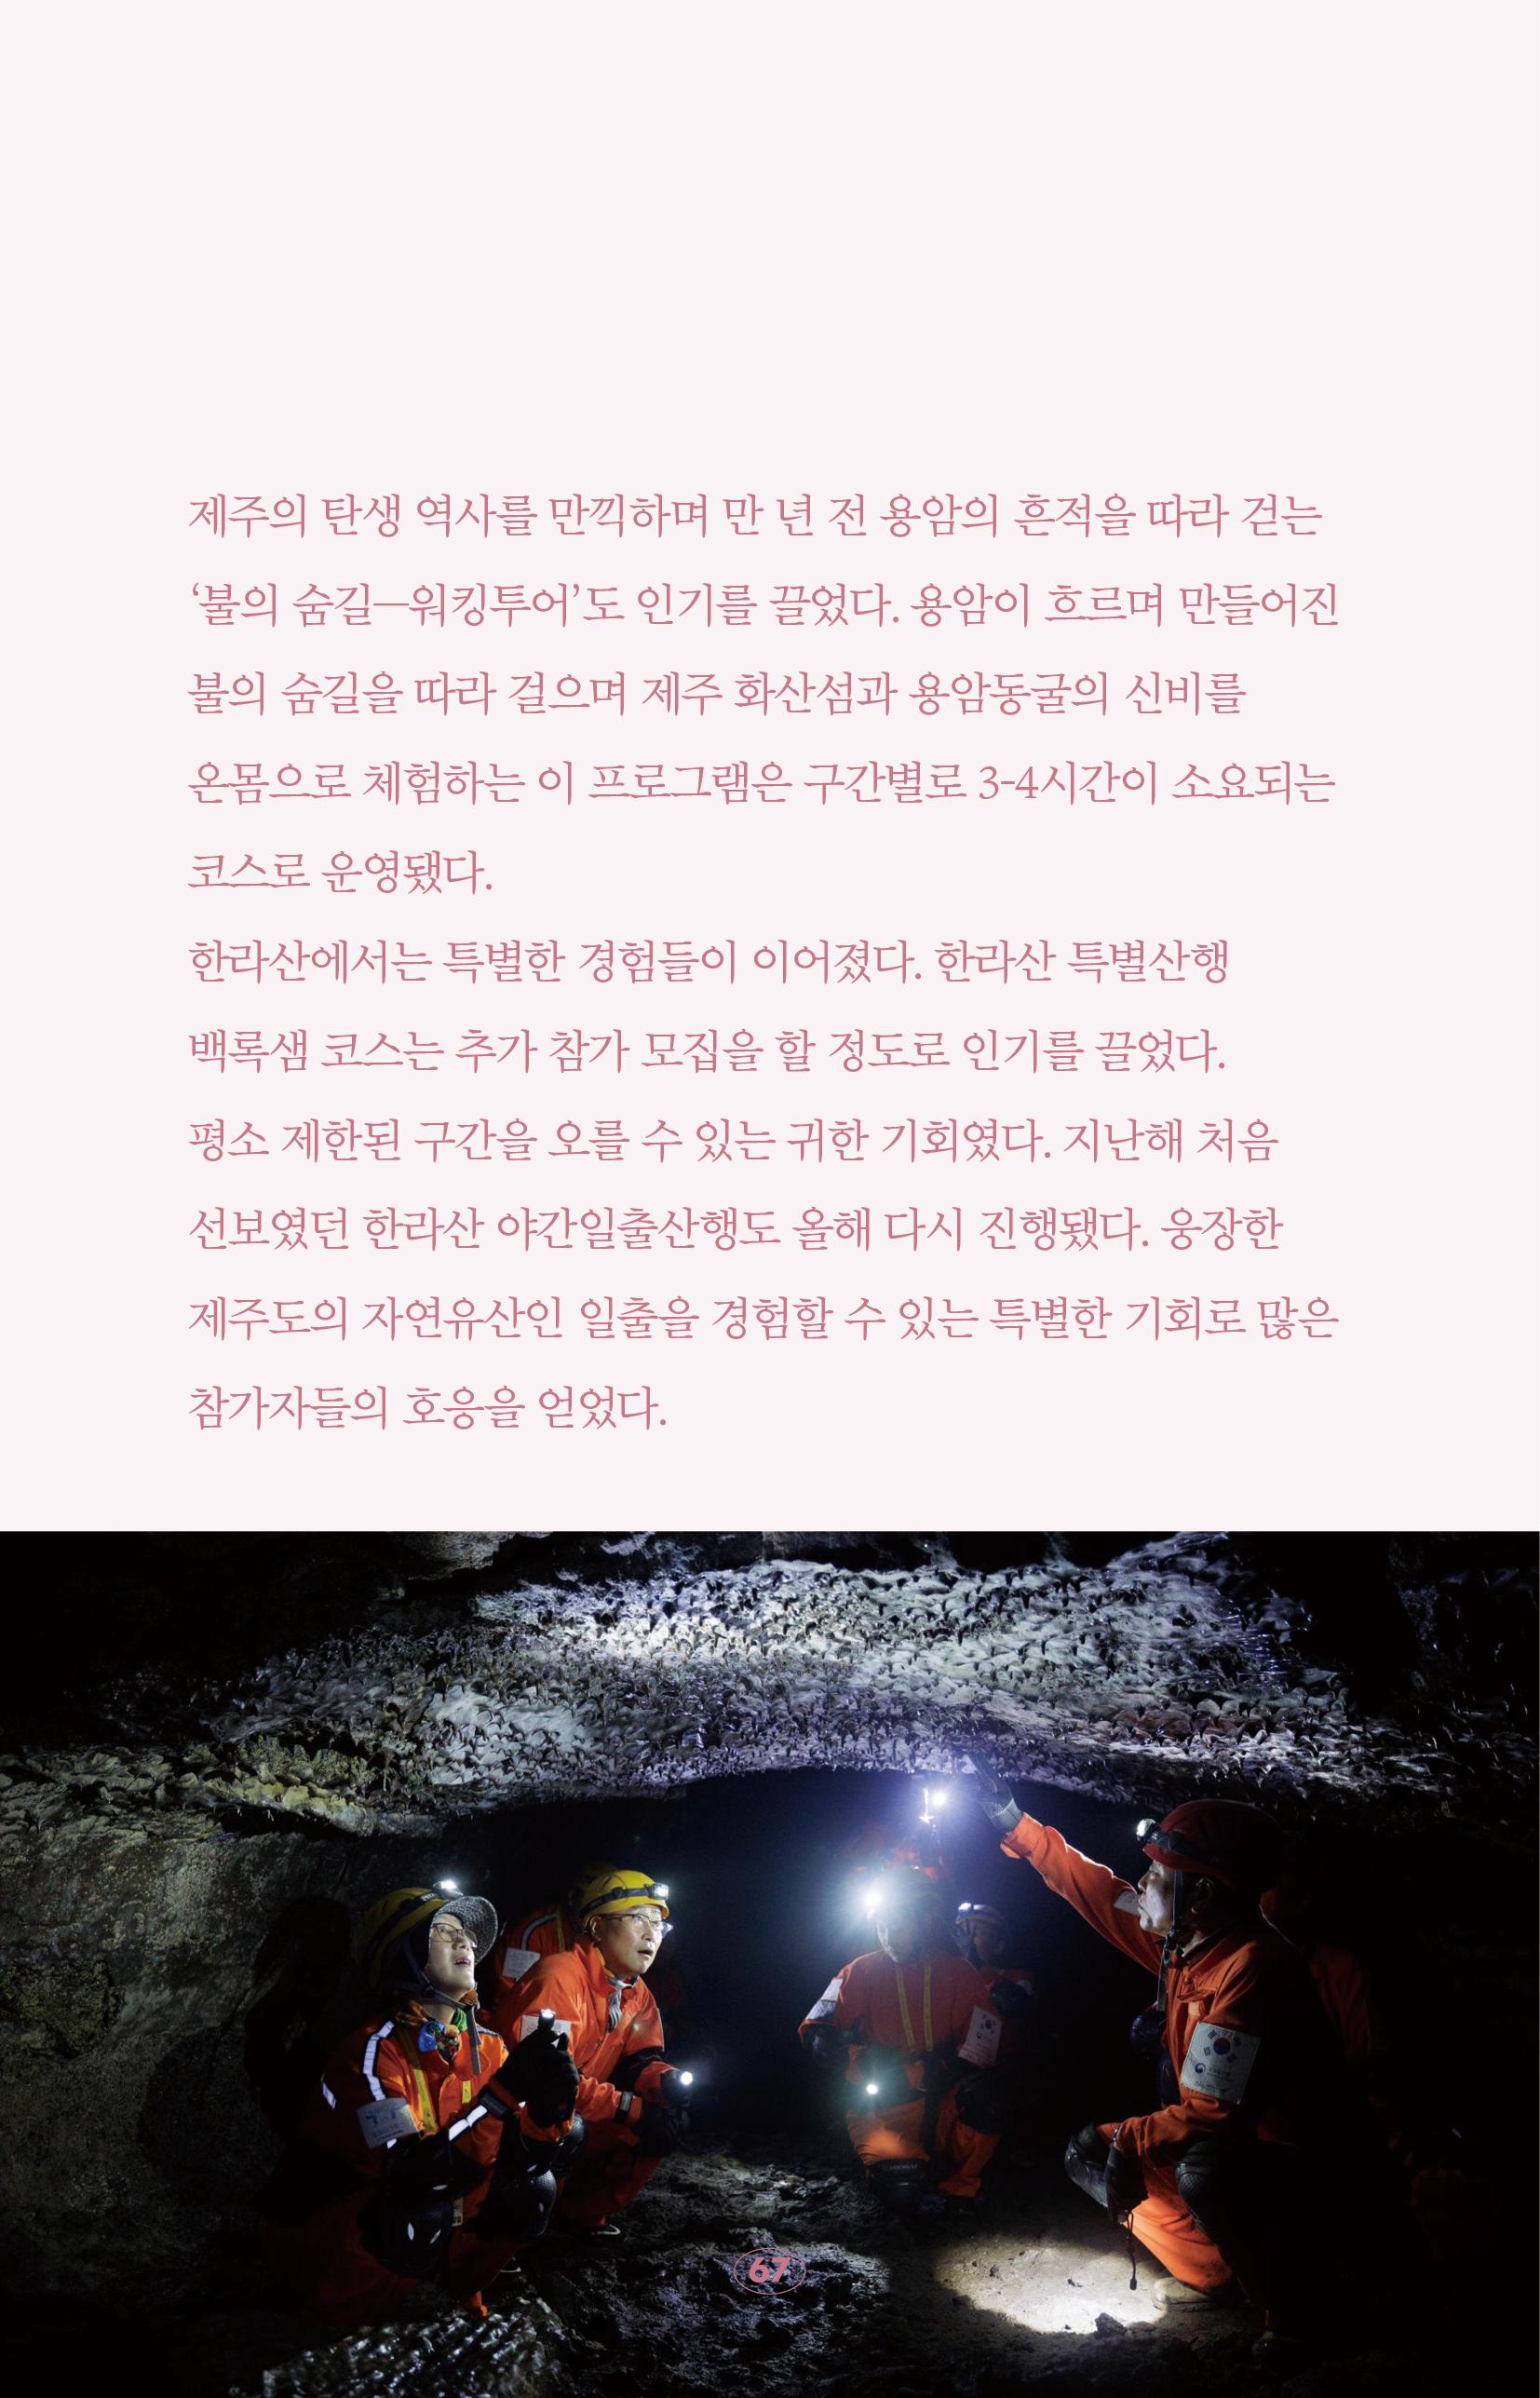 제주의 탄생 역사를 만끽하며 만 년 전 용암의 흔적을 따라 걷는
‘불의 숨길—워킹투어’도 인기를 끌었다. 용암이 흐르며 만들어진
불의 숨길을 따라 걸으며 제주 화산섬과 용암동굴의 신비를
온몸으로 체험하는 이 프로그램은 구간별로 3-4시간이 소요되는
코스로 운영됐다.
한라산에서는 특별한 경험들이 이어졌다. 한라산 특별산행
백록샘 코스는 추가 참가 모집을 할 정도로 인기를 끌었다.
평소 제한된 구간을 오를 수 있는 귀한 기회였다. 지난해 처음
선보였던 한라산 야간일출산행도 올해 다시 진행됐다. 웅장한
제주도의 자연유산인 일출을 경험할 수 있는 특별한 기회로 많은
참가자들의 호응을 얻었다.
67